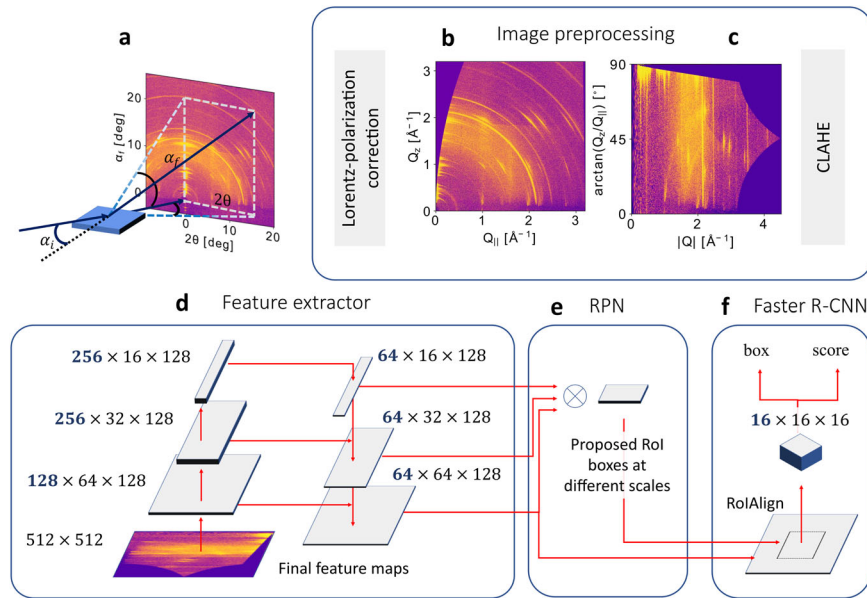 a
20
10
0
α_f [deg]
α_f
2θ
α_i
0 10 20
2θ [deg]
Image preprocessing
Lorentz-polarization
correction
b
3
2
1
0
Q_z [Å⁻¹]
0 1 2 3
Q_|| [Å⁻¹]
c
90
45
0
arctan(Q_z/Q_||) [°]
0 2 4
|Q| [Å⁻¹]
CLAHE
d Feature extractor
256 × 16 × 128
256 × 32 × 128
128 × 64 × 128
512 × 512
64 × 16 × 128
64 × 32 × 128
64 × 64 × 128
Final feature maps
e RPN
Proposed RoI
boxes at
different scales
f Faster R-CNN
box score
16 × 16 × 16
RoIAlign